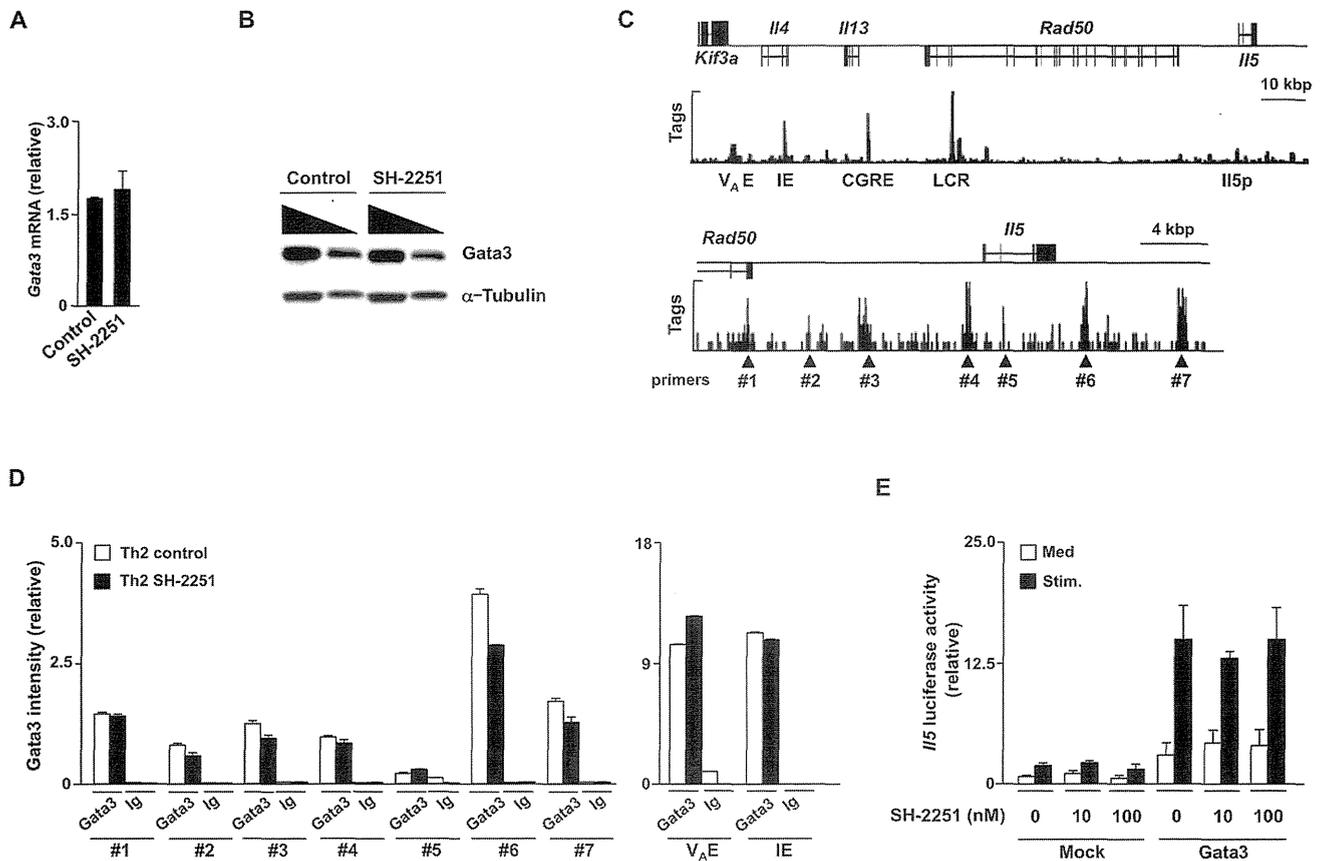 A
3.0
1.5
0
Gata3 mRNA (relative)
Control
SH-2251
B
Control SH-2251
Gata3
α-Tubulin
C
Il4 Il13 Rad50
Kif3a Il5
10 kbp
Tags
VAE IE CGRE LCR Il5p
Rad50 Il5 4 kbp
Tags
primers #1 #2 #3 #4 #5 #6 #7
D
5.0
2.5
0
Gata3 intensity (relative)
Th2 control
Th2 SH-2251
Gata3 Ig Gata3 Ig Gata3 Ig Gata3 Ig Gata3 Ig Gata3 Ig Gata3 Ig
#1 #2 #3 #4 #5 #6 #7
18
9
0
Gata3 Ig Gata3 Ig
VAE IE
E
25.0
12.5
0
Il5 luciferase activity
(relative)
Med
Stim.
SH-2251 (nM) 0 10 100 0 10 100
Mock Gata3